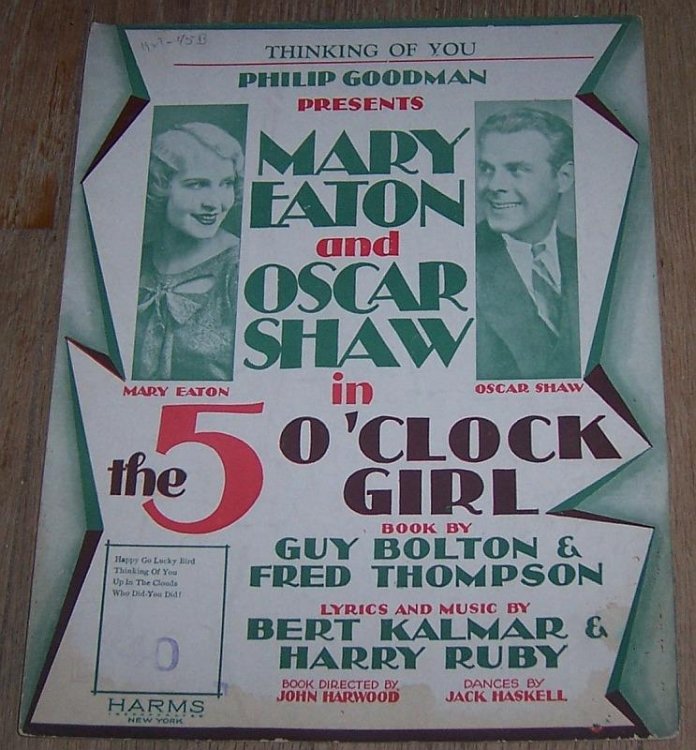 THINKING OF YOU
PHILIP GOODMAN
PRESENTS
MARY
EATON
and
OSCAR
SHAW
in
MARY EATON
OSCAR SHAW
the 5 O'CLOCK
GIRL
BOOK BY
GUY BOLTON &
FRED THOMPSON
LYRICS AND MUSIC BY
BERT KALMAR &
HARRY RUBY
BOOK DIRECTED BY
JOHN HARWOOD
DANCES BY
JACK HASKELL
Happy Go Lucky Bird
Thinking Of You
Up In The Clouds
Who Did-You Did!
HARMS
INCORPORATED
NEW YORK